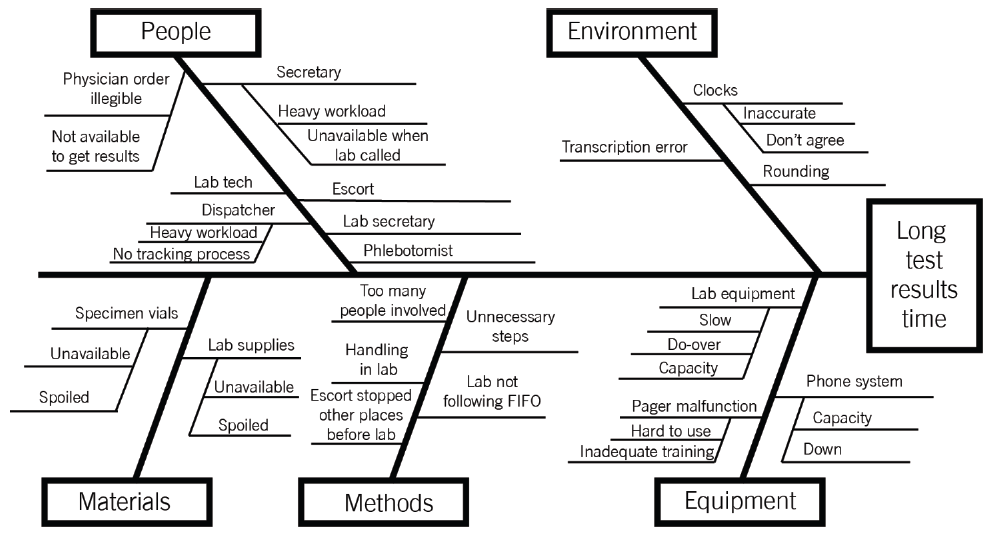 People
Environment
Physician order
illegible
Not available
to get results
Secretary
Heavy workload
Unavailable when
lab called
Lab tech
Dispatcher
Heavy workload
No tracking process
Escort
Lab secretary
Phlebotomist
Clocks
Inaccurate
Don't agree
Transcription error
Rounding
Long
test
results
time
Specimen vials
Unavailable
Spoiled
Lab supplies
Unavailable
Spoiled
Too many
people involved
Handling
in lab
Escort stopped
other places
before lab
Unnecessary
steps
Lab not
following FIFO
Lab equipment
Slow
Do-over
Capacity
Pager malfunction
Hard to use
Inadequate training
Phone system
Capacity
Down
Materials
Methods
Equipment